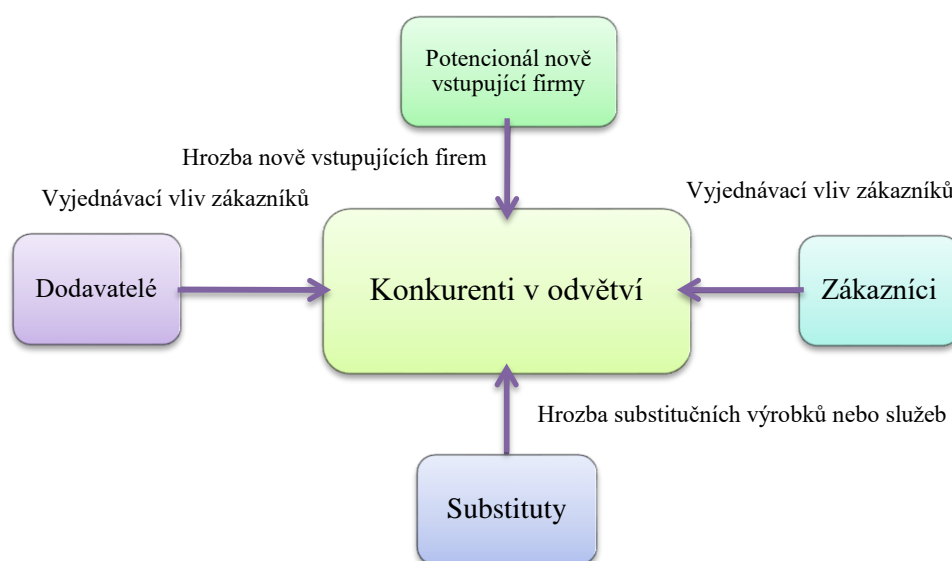 Potencionál nově
vstupující firmy
Hrozba nově vstupujících firem
Vyjednávací vliv zákazníků
Vyjednávací vliv zákazníků
Dodavatelé
Konkurenti v odvětví
Zákazníci
Hrozba substitučních výrobků nebo služeb
Substituty